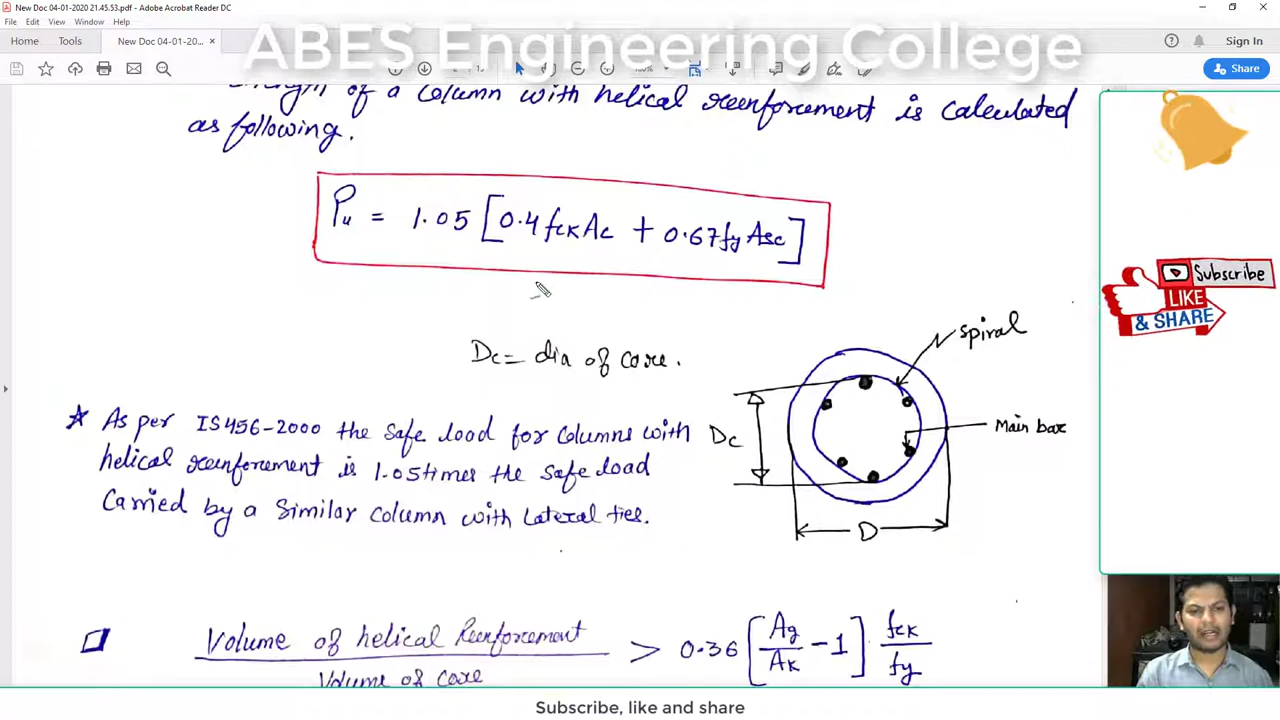 New Doc 04-01-2020 21.45.53.pdf - Adobe Acrobat Reader DC
File Edit View Window Help
Home Tools New Doc 04-01-20... ×
Sign In
Share
ABES Engineering College
of a column with helical reenforcement is calculated
as following.
Pu = 1.05 [0.4 fck Ac + 0.67 fy Asc]
Dc = dia of core.
spiral
Main bar
Dc
D
★ As per IS456-2000 the safe load for columns with
helical reenforcement is 1.05 times the safe load
Carried by a Similar column with Lateral ties.
Volume of helical Reenforcement
Volume of core
> 0.36 [Ag/Ak - 1] . fck/fy
Subscribe
LIKE
& SHARE
Subscribe, like and share